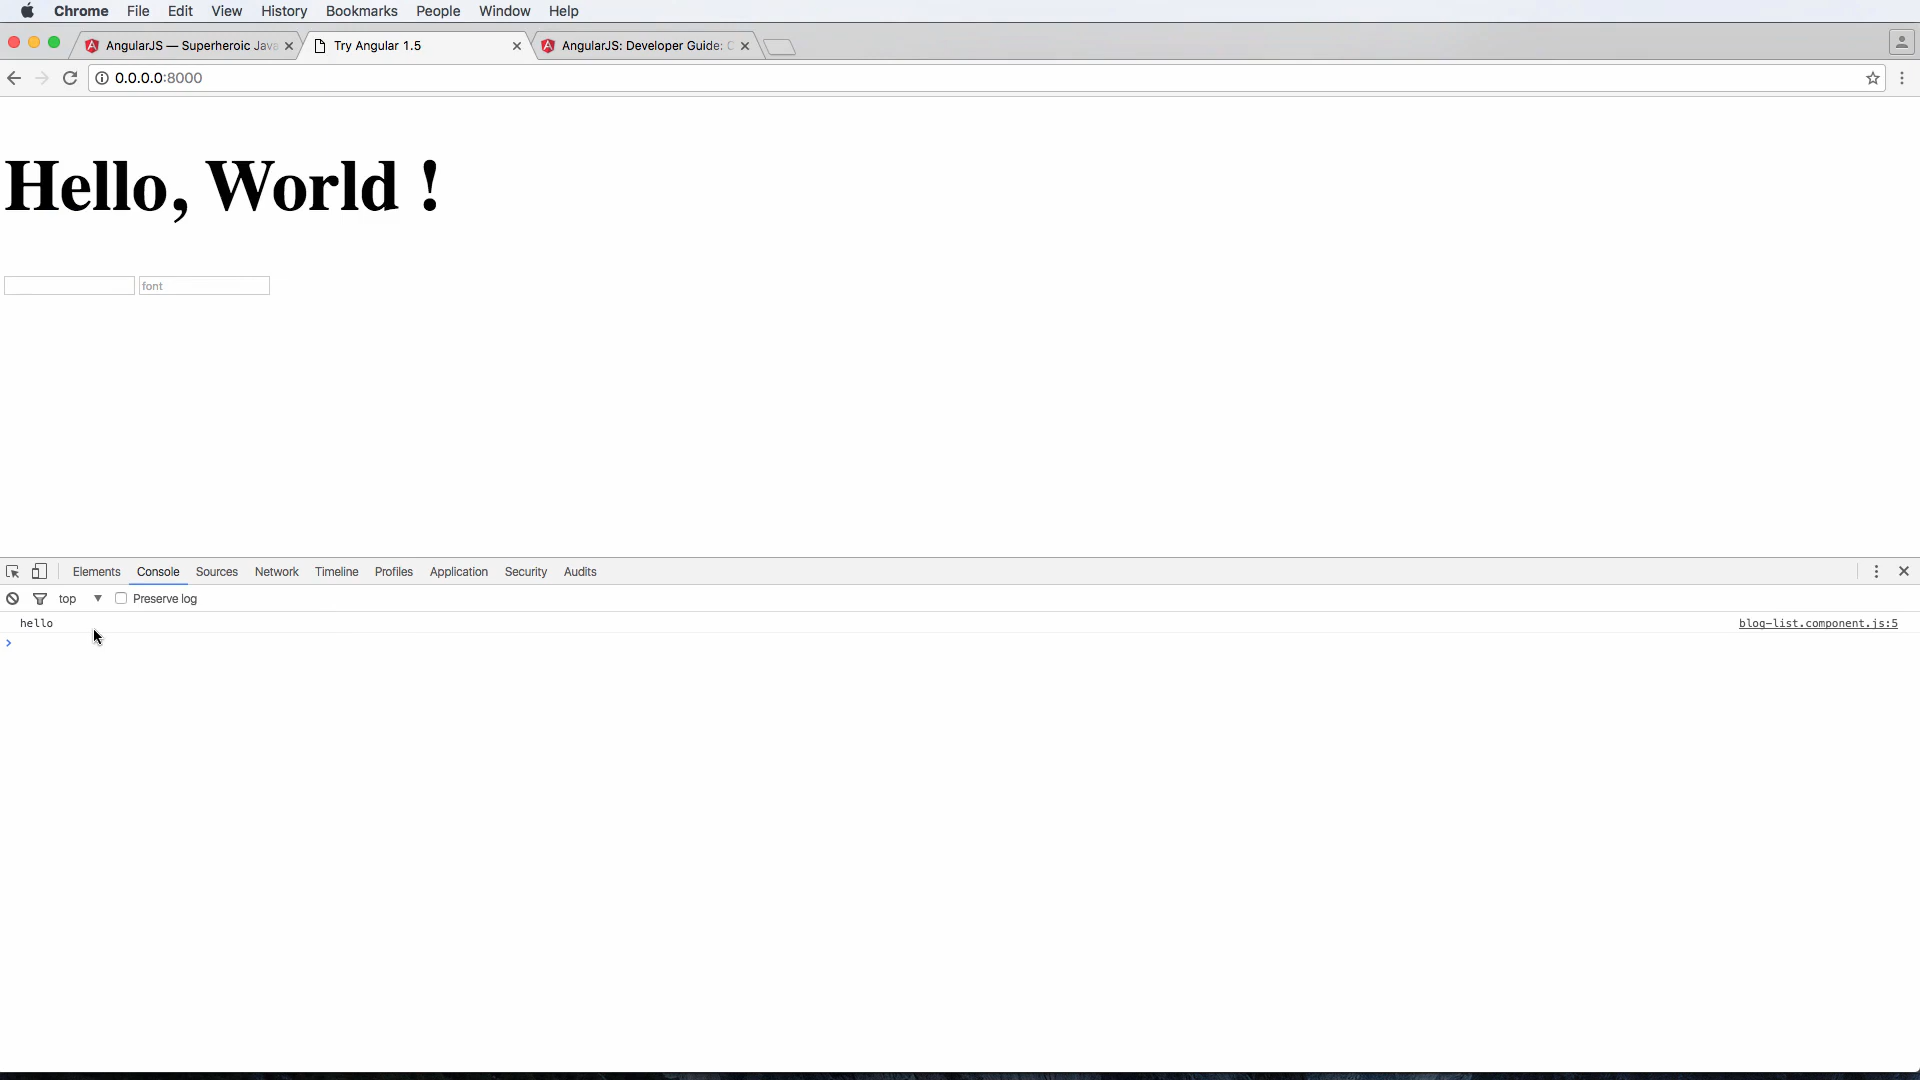 Chrome File Edit View History Bookmarks People Window Help
AngularJS — Superheroic Java
Try Angular 1.5
AngularJS: Developer Guide: C
0.0.0.0:8000
Hello, World !
font
Elements Console Sources Network Timeline Profiles Application Security Audits
top Preserve log
hello blog-list.component.js:5